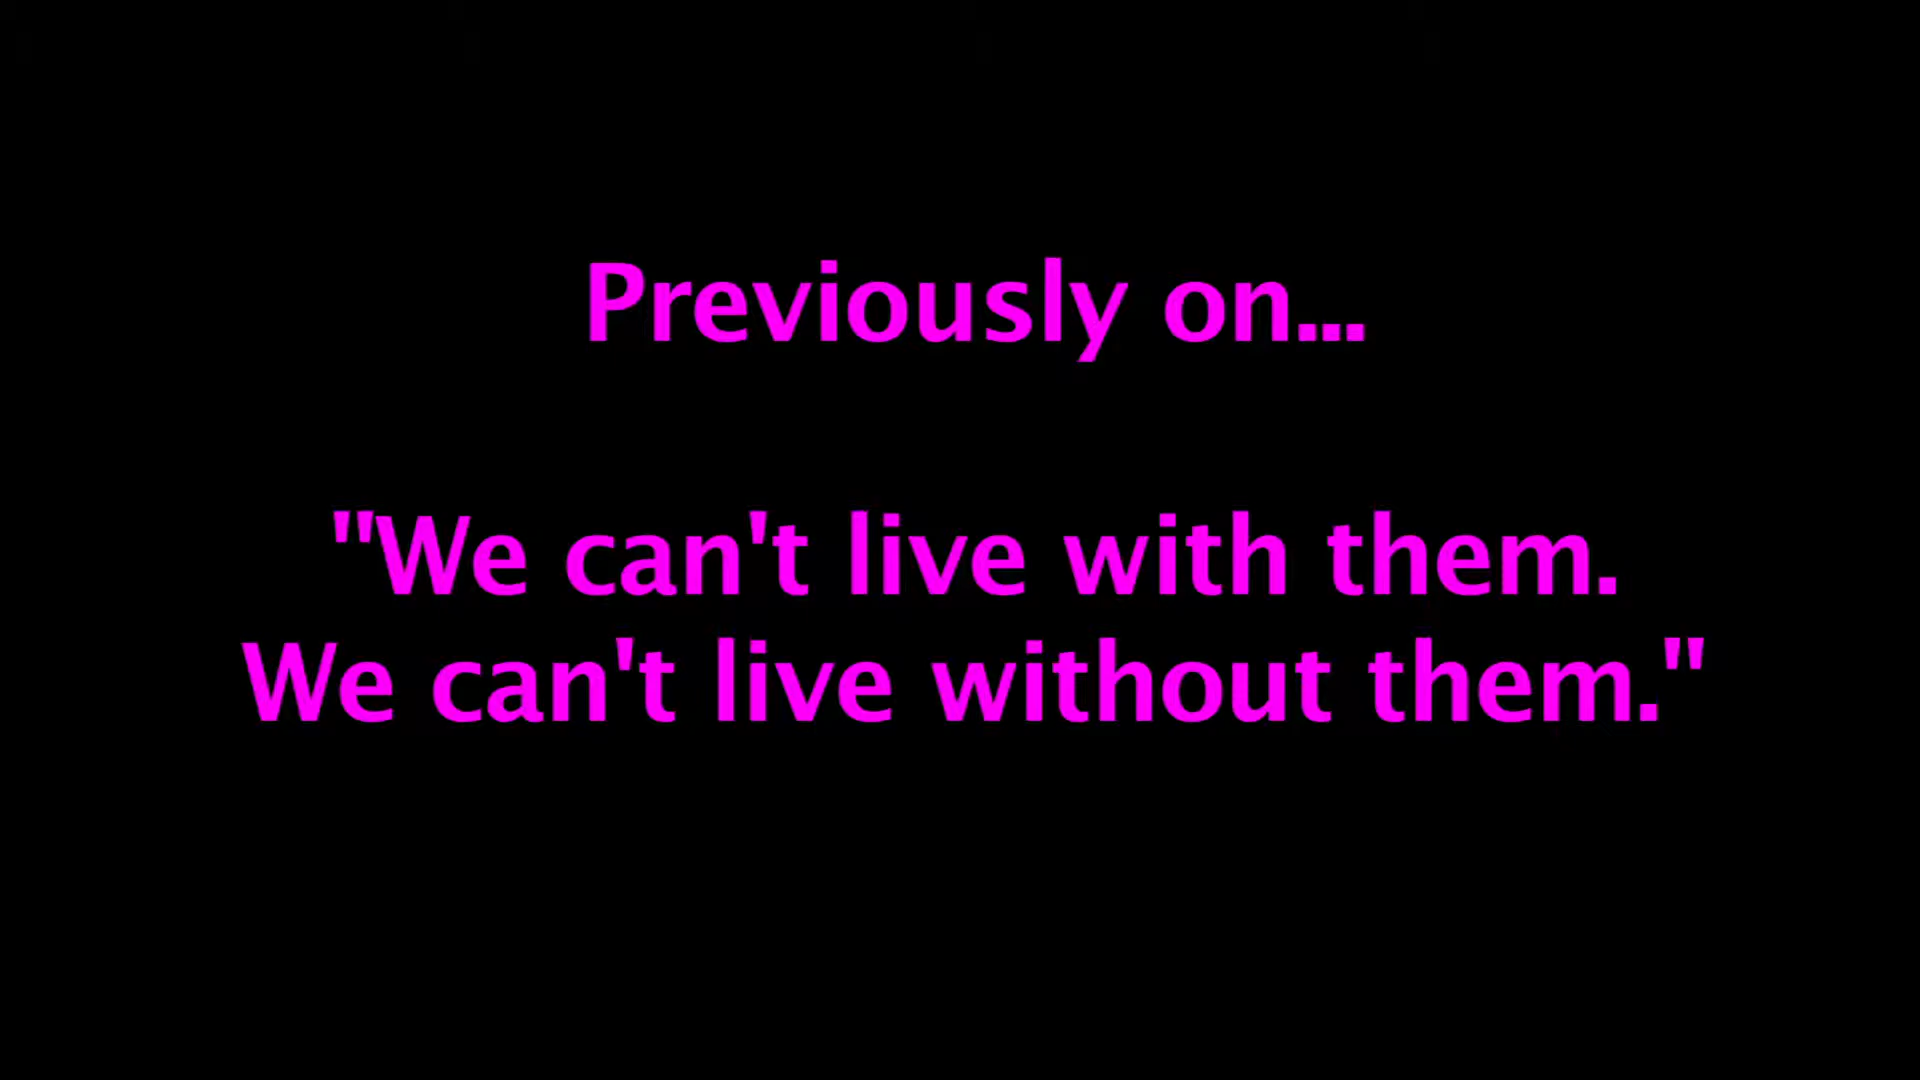 Previously on...
"We can't live with them.
We can't live without them."